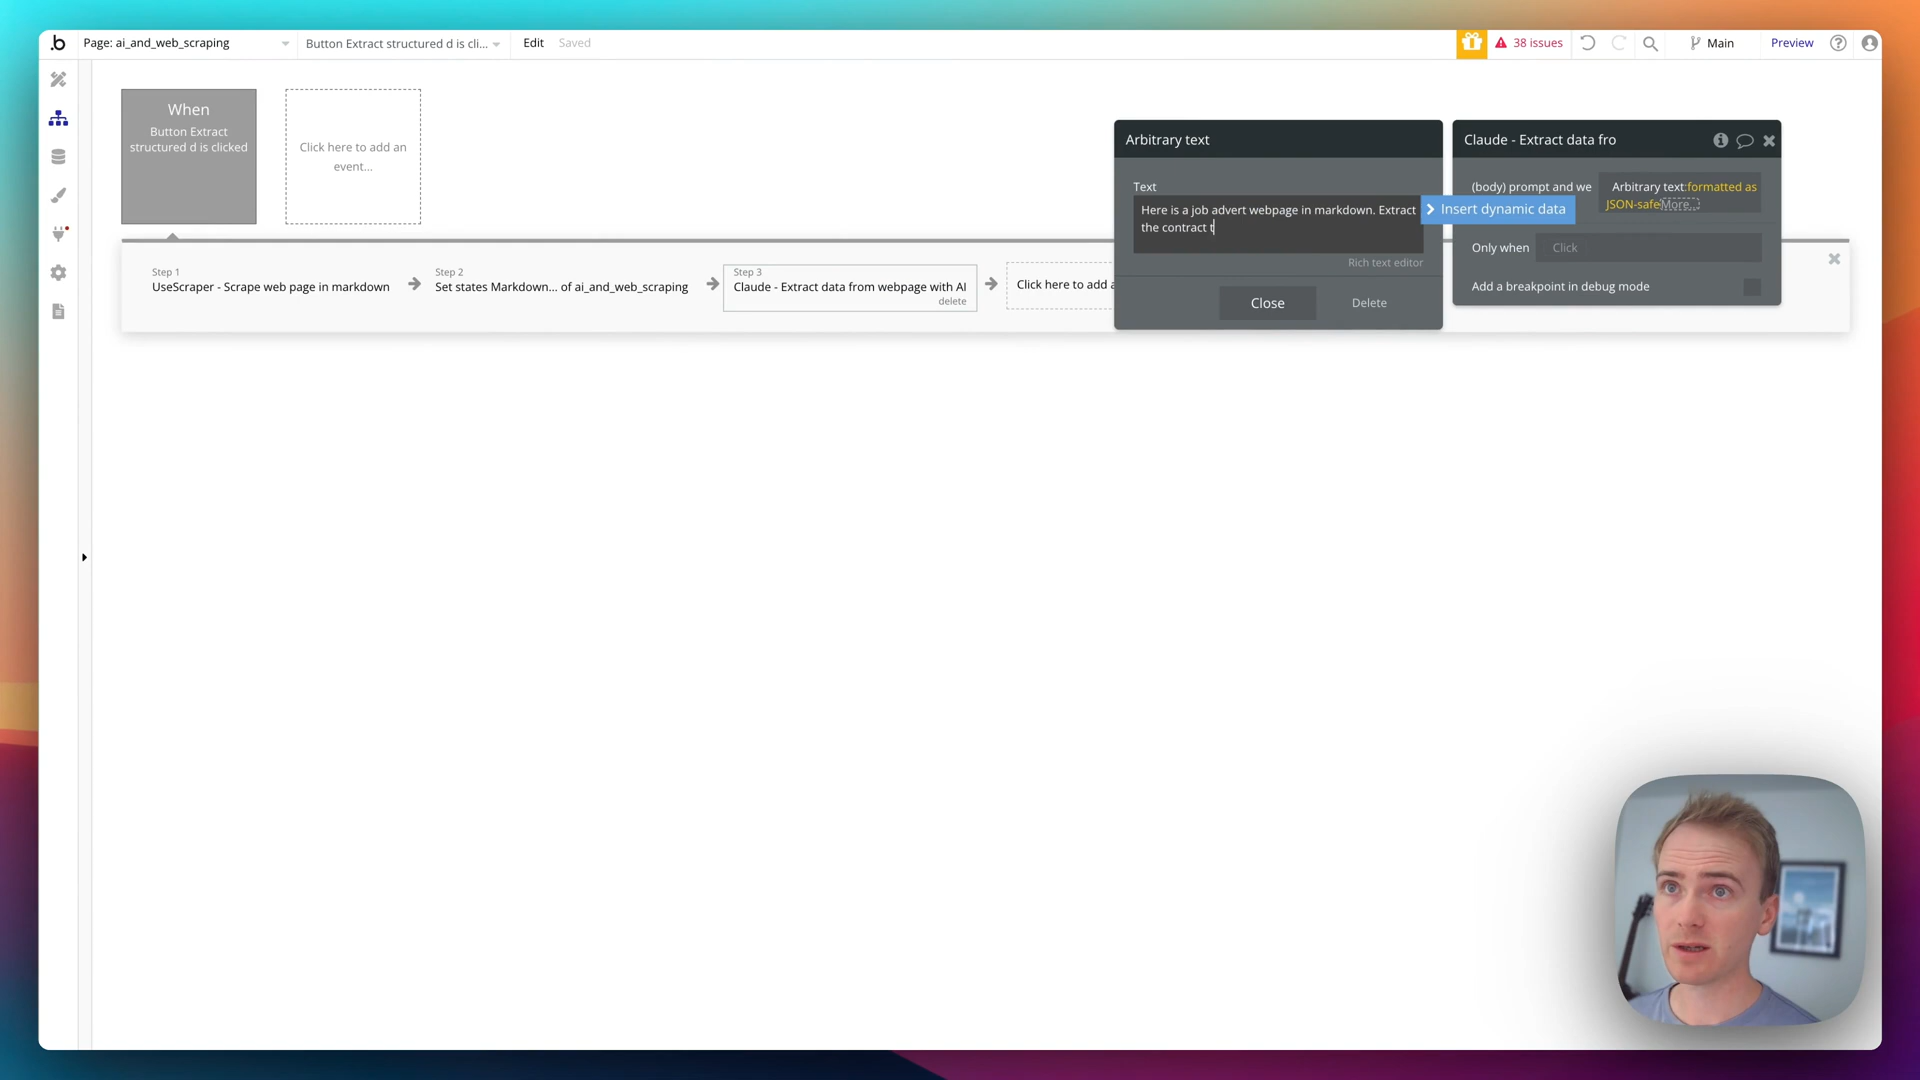 .b
Page: ai_and_web_scraping
Button Extract structured d is cli...
Edit
Saved
38 issues
Main
Preview
When
Button Extract
structured d is clicked
Click here to add an
event...
Step 1
UseScraper - Scrape web page in markdown
Step 2
Set states Markdown... of ai_and_web_scraping
Step 3
Claude - Extract data from webpage with AI
delete
Click here to add a
Arbitrary text
Text
Here is a job advert webpage in markdown. Extract
the contract t
Insert dynamic data
Rich text editor
Close
Delete
Claude - Extract data fro
(body) prompt and we
Arbitrary text:formatted as
JSON-safe More...
Only when
Click
Add a breakpoint in debug mode